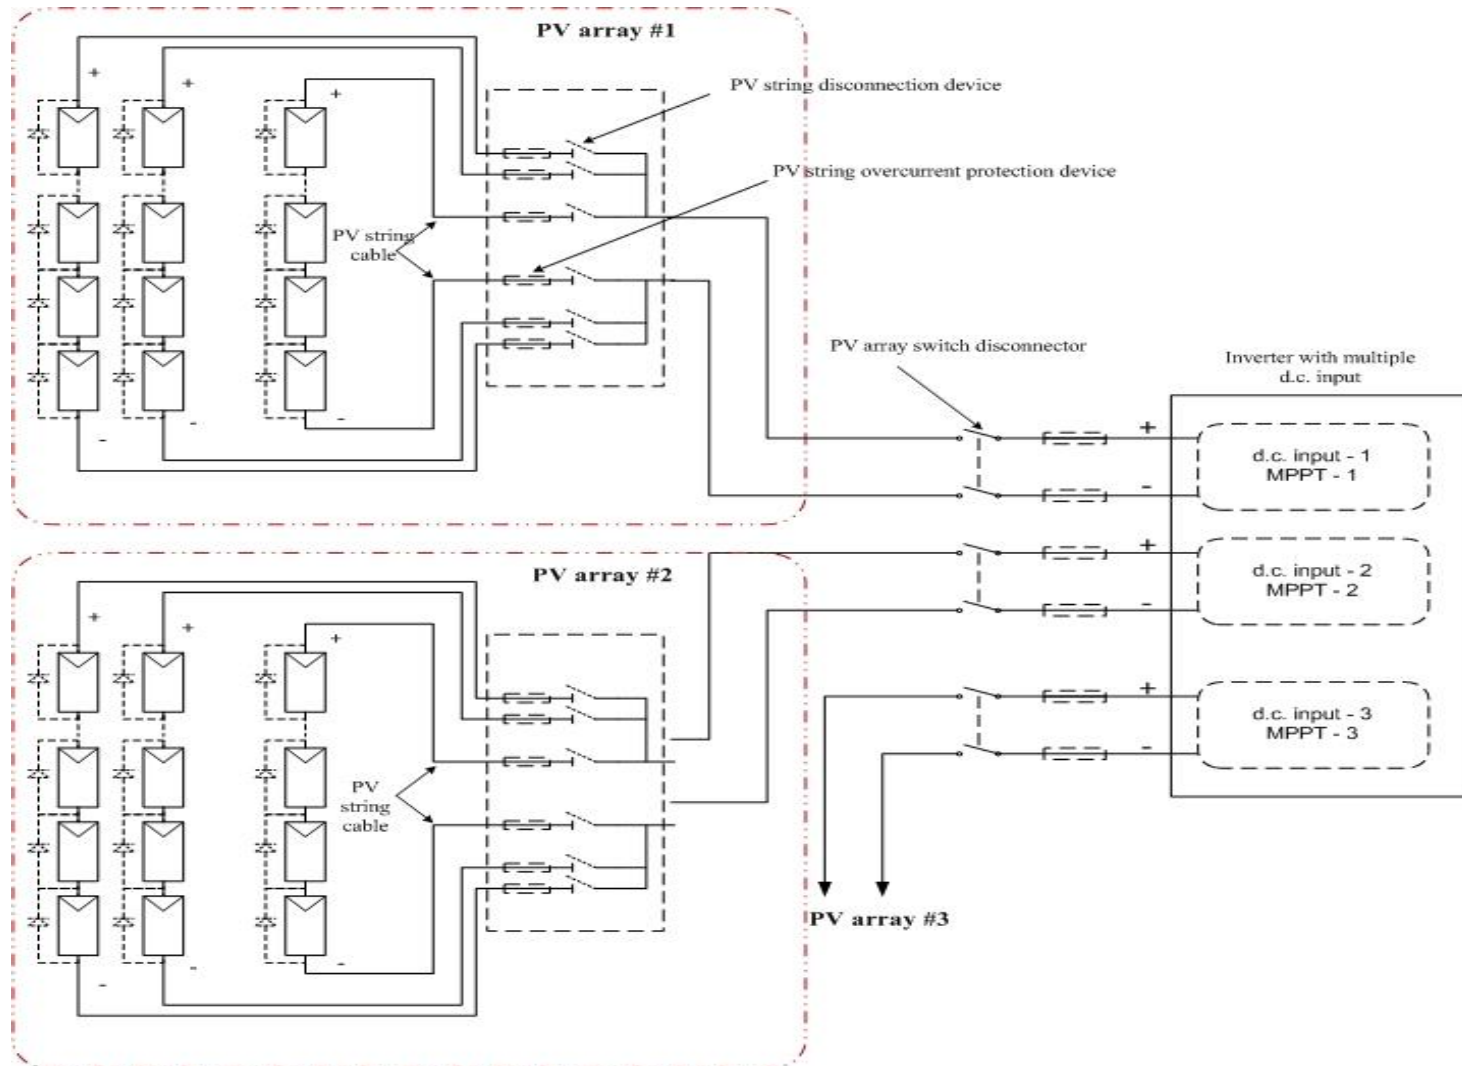 PV array #1
PV string disconnection device
PV string overcurrent protection device
+
+
+
PV string
cable
-
-
-
PV array switch disconnector
Inverter with multiple
d.c. input
+
d.c. input - 1
MPPT - 1
-
+
d.c. input - 2
MPPT - 2
-
+
d.c. input - 3
MPPT - 3
-
PV array #2
+
+
+
PV
string
cable
-
-
-
PV array #3